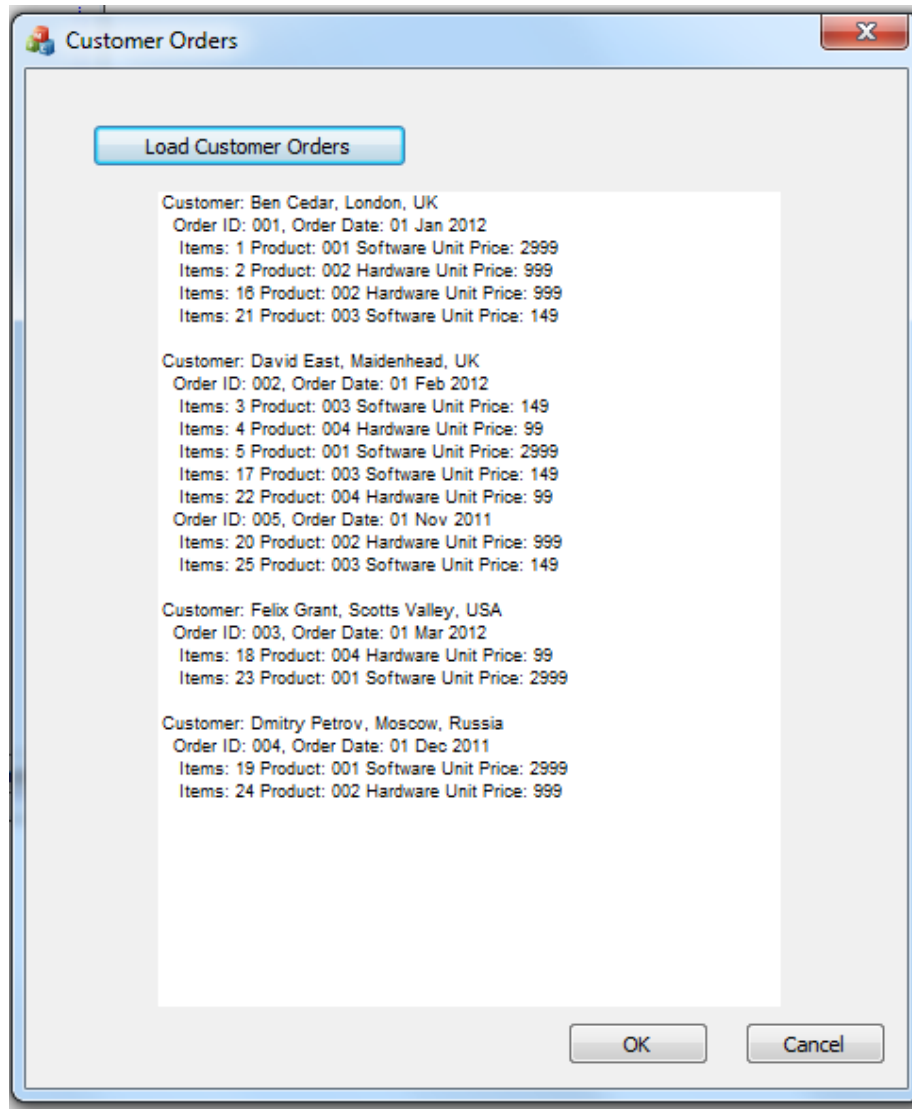 Customer Orders
Load Customer Orders
Customer: Ben Cedar, London, UK
Order ID: 001, Order Date: 01 Jan 2012
Items: 1 Product: 001 Software Unit Price: 2999
Items: 2 Product: 002 Hardware Unit Price: 999
Items: 16 Product: 002 Hardware Unit Price: 999
Items: 21 Product: 003 Software Unit Price: 149
Customer: David East, Maidenhead, UK
Order ID: 002, Order Date: 01 Feb 2012
Items: 3 Product: 003 Software Unit Price: 149
Items: 4 Product: 004 Hardware Unit Price: 99
Items: 5 Product: 001 Software Unit Price: 2999
Items: 17 Product: 003 Software Unit Price: 149
Items: 22 Product: 004 Hardware Unit Price: 99
Order ID: 005, Order Date: 01 Nov 2011
Items: 20 Product: 002 Hardware Unit Price: 999
Items: 25 Product: 003 Software Unit Price: 149
Customer: Felix Grant, Scotts Valley, USA
Order ID: 003, Order Date: 01 Mar 2012
Items: 18 Product: 004 Hardware Unit Price: 99
Items: 23 Product: 001 Software Unit Price: 2999
Customer: Dmitry Petrov, Moscow, Russia
Order ID: 004, Order Date: 01 Dec 2011
Items: 19 Product: 001 Software Unit Price: 2999
Items: 24 Product: 002 Hardware Unit Price: 999
OK Cancel